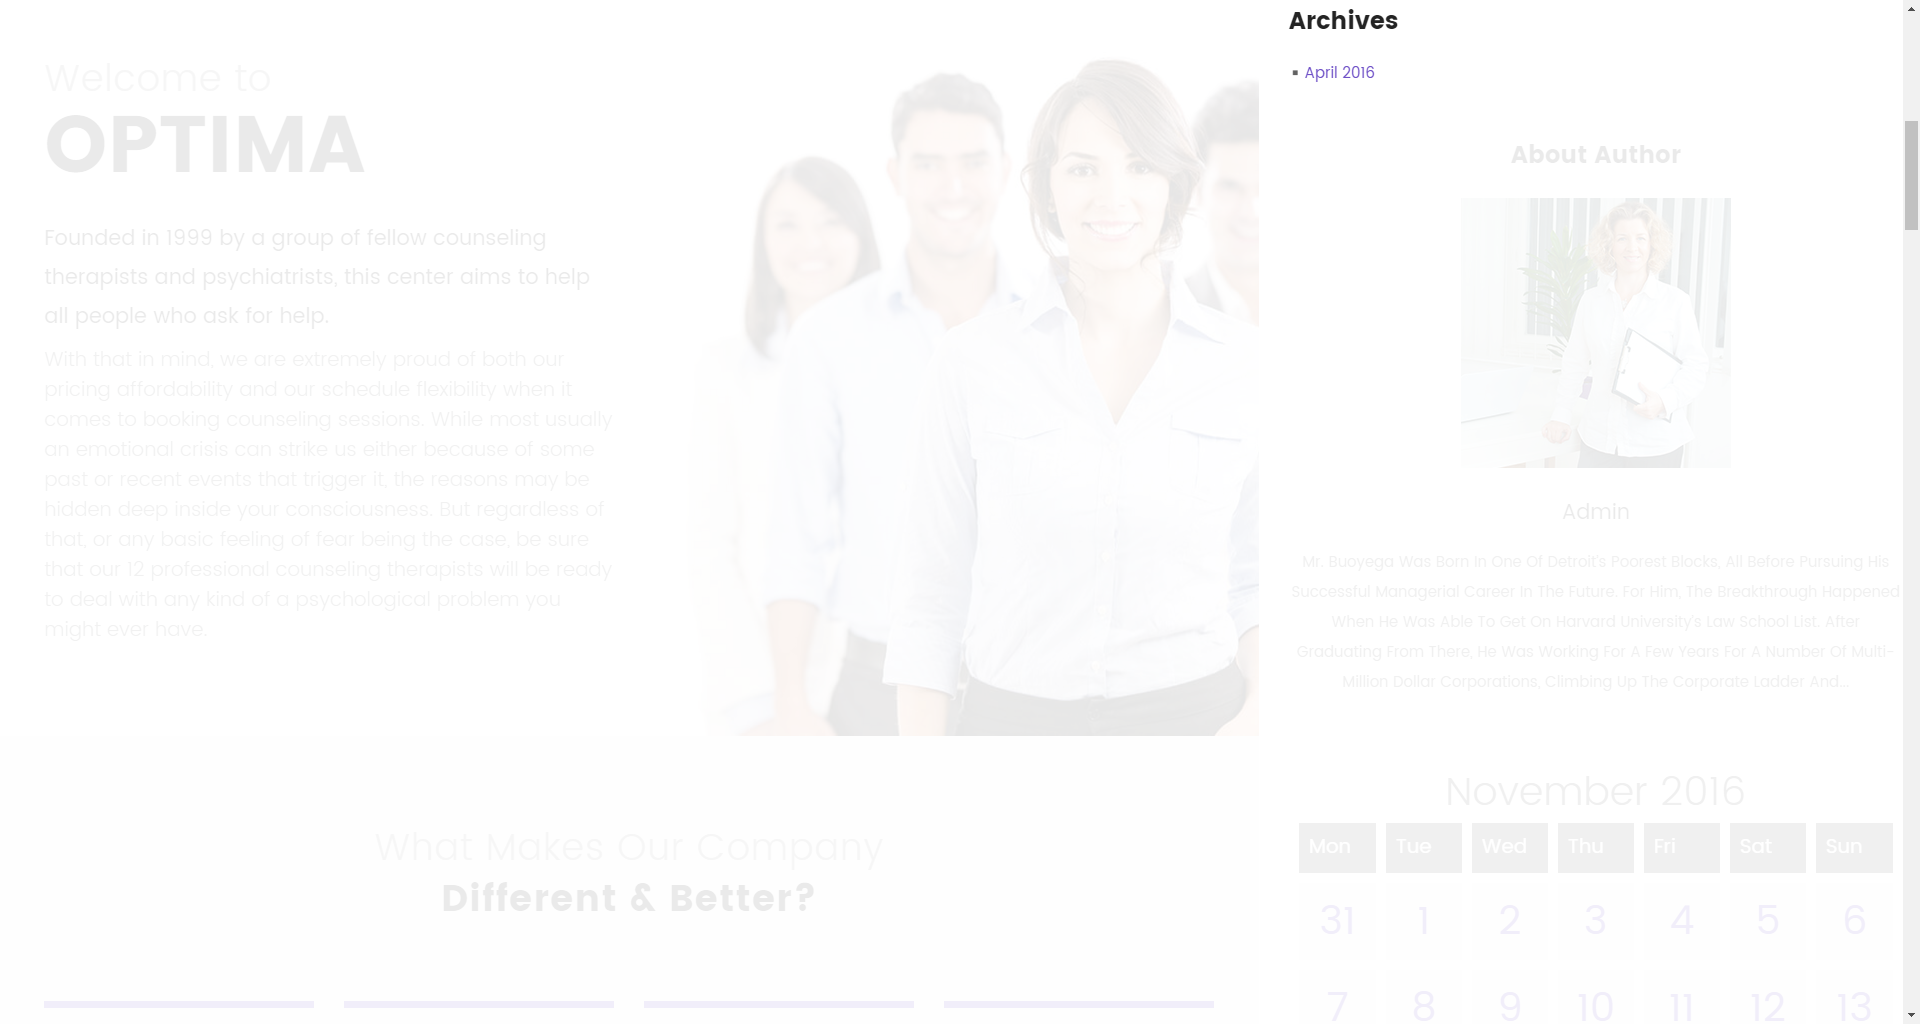 Welcome to
OPTIMA
Founded in 1999 by a group of fellow counseling
therapists and psychiatrists, this center aims to help
all people who ask for help.
With that in mind, we are extremely proud of both our
pricing affordability and our schedule flexibility when it
comes to booking counseling sessions. While most usually
an emotional crisis can strike us either because of some
past or recent events that trigger it, the reasons may be
hidden deep inside your consciousness. But regardless of
that, or any basic feeling of fear being the case, be sure
that our 12 professional counseling therapists will be ready
to deal with any kind of a psychological problem you
might ever have.
What Makes Our Company
Different & Better?
Archives
April 2016
About Author
Admin
Mr. Buoyega Was Born In One Of Detroit's Poorest Blocks, All Before Pursuing His
Successful Managerial Career In The Future. For Him, The Breakthrough Happened
When He Was Able To Get On Harvard University's Law School List. After
Graduating From There, He Was Working For A Few Years For A Number Of Multi-
Million Dollar Corporations, Climbing Up The Corporate Ladder And...
November 2016
Mon Tue Wed Thu Fri Sat Sun
31 1 2 3 4 5 6
7 8 9 10 11 12 13